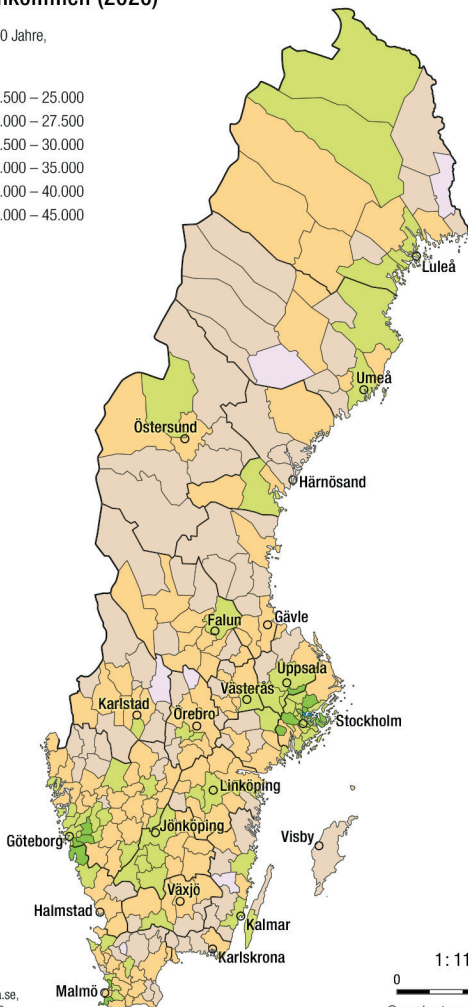 0 Jahre,
.500 – 25.000
.000 – 27.500
.500 – 30.000
.000 – 35.000
.000 – 40.000
.000 – 45.000
Luleå
Umeå
Östersund
Härnösand
Falun
Gävle
Uppsala
Västerås
Karlstad
Örebro
Stockholm
Linköping
Jönköping
Göteborg
Visby
Växjö
Halmstad
Kalmar
Karlskrona
1:11
Malmö
0
a.se,